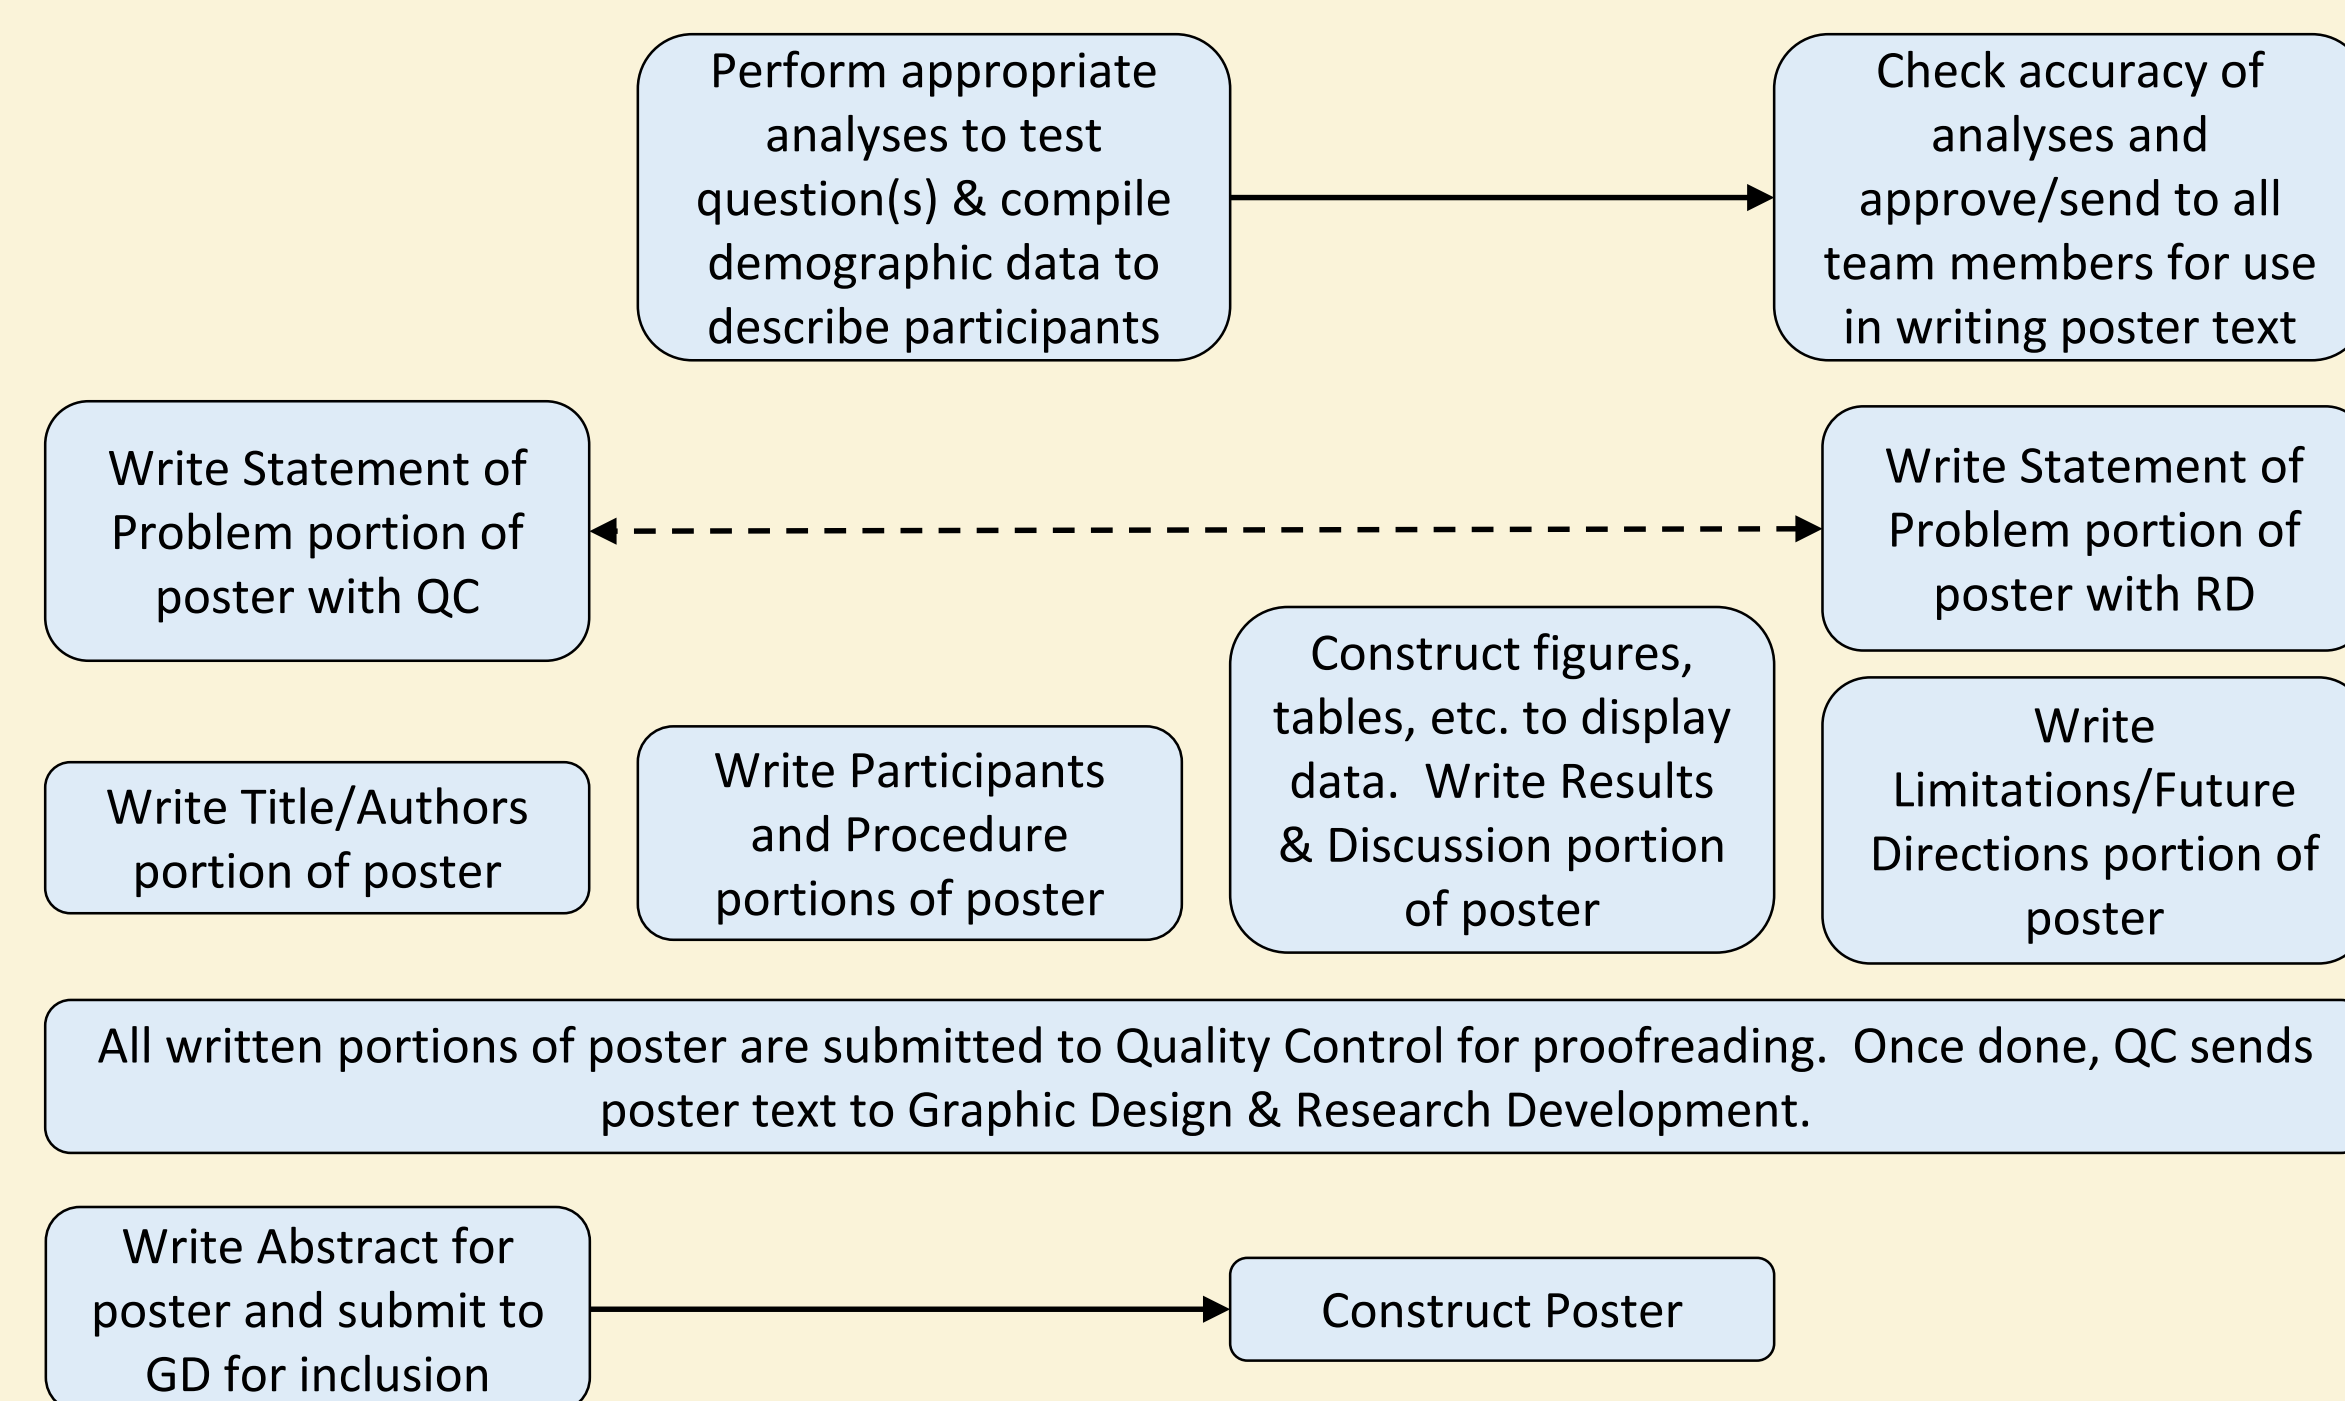 Perform appropriate
analyses to test
question(s) & compile
demographic data to
describe participants
Check accuracy of
analyses and
approve/send to all
team members for use
in writing poster text
Write Statement of
Problem portion of
poster with QC
Write Statement of
Problem portion of
poster with RD
Write Title/Authors
portion of poster
Write Participants
and Procedure
portions of poster
Construct figures,
tables, etc. to display
data.  Write Results
& Discussion portion
of poster
Write
Limitations/Future
Directions portion of
poster
All written portions of poster are submitted to Quality Control for proofreading.  Once done, QC sends
poster text to Graphic Design & Research Development.
Write Abstract for
poster and submit to
GD for inclusion
Construct Poster